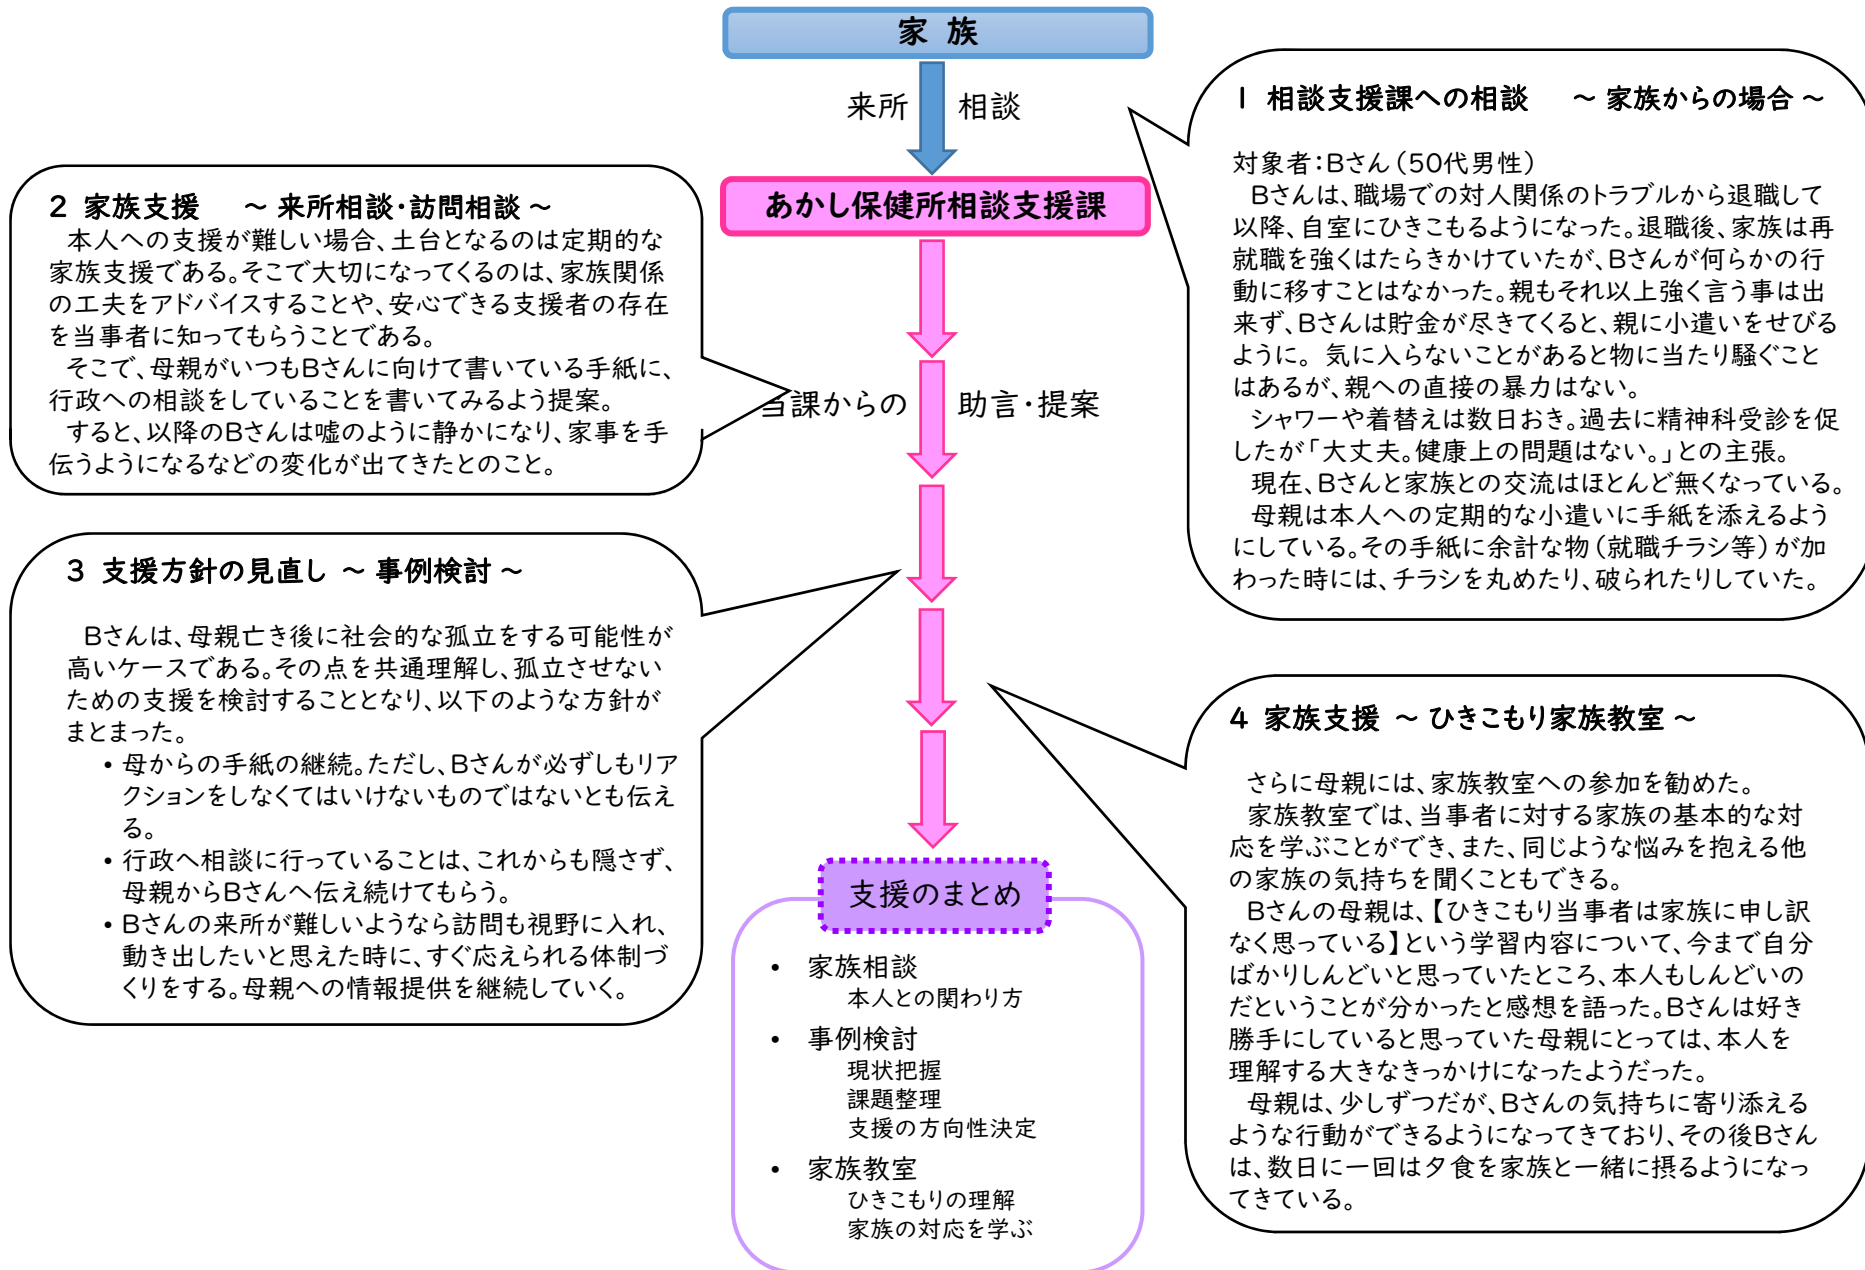 家 族
来所 相談
あかし保健所相談支援課
1 相談支援課への相談 ~ 家族からの場合 ~
対象者:Bさん(50代男性)
Bさんは、職場での対人関係のトラブルから退職して
以降、自室にひきこもるようになった。退職後、家族は再
就職を強くはたらきかけていたが、Bさんが何らかの行
動に移すことはなかった。親もそれ以上強く言う事は出
来ず、Bさんは貯金が尽きてくると、親に小遣いをせびる
ように。 気に入らないことがあると物に当たり騒ぐこと
はあるが、親への直接の暴力はない。
シャワーや着替えは数日おき。過去に精神科受診を促
したが「大丈夫。健康上の問題はない。」との主張。
現在、Bさんと家族との交流はほとんど無くなっている。
母親は本人への定期的な小遣いに手紙を添えるよう
にしている。その手紙に余計な物(就職チラシ等)が加
わった時には、チラシを丸めたり、破られたりしていた。
2 家族支援 ~ 来所相談・訪問相談 ~
本人への支援が難しい場合、土台となるのは定期的な
家族支援である。そこで大切になってくるのは、家族関係
の工夫をアドバイスすることや、安心できる支援者の存在
を当事者に知ってもらうことである。
そこで、母親がいつもBさんに向けて書いている手紙に、
行政への相談をしていることを書いてみるよう提案。
すると、以降のBさんは嘘のように静かになり、家事を手
伝うようになるなどの変化が出てきたとのこと。
当課からの 助言・提案
3 支援方針の見直し ~ 事例検討 ~
Bさんは、母親亡き後に社会的な孤立をする可能性が
高いケースである。その点を共通理解し、孤立させない
ための支援を検討することとなり、以下のような方針が
まとまった。
• 母からの手紙の継続。ただし、Bさんが必ずしもリア
クションをしなくてはいけないものではないとも伝え
る。
• 行政へ相談に行っていることは、これからも隠さず、
母親からBさんへ伝え続けてもらう。
• Bさんの来所が難しいようなら訪問も視野に入れ、
動き出したいと思えた時に、すぐ応えられる体制づ
くりをする。母親への情報提供を継続していく。
4 家族支援 ~ ひきこもり家族教室 ~
さらに母親には、家族教室への参加を勧めた。
家族教室では、当事者に対する家族の基本的な対
応を学ぶことができ、また、同じような悩みを抱える他
の家族の気持ちを聞くこともできる。
Bさんの母親は、【ひきこもり当事者は家族に申し訳
なく思っている】という学習内容について、今まで自分
ばかりしんどいと思っていたところ、本人もしんどいの
だということが分かったと感想を語った。Bさんは好き
勝手にしていると思っていた母親にとっては、本人を
理解する大きなきっかけになったようだった。
母親は、少しずつだが、Bさんの気持ちに寄り添える
ような行動ができるようになってきており、その後Bさん
は、数日に一回は夕食を家族と一緒に摂るようになっ
てきている。
支援のまとめ
• 家族相談
本人との関わり方
• 事例検討
現状把握
課題整理
支援の方向性決定
• 家族教室
ひきこもりの理解
家族の対応を学ぶ